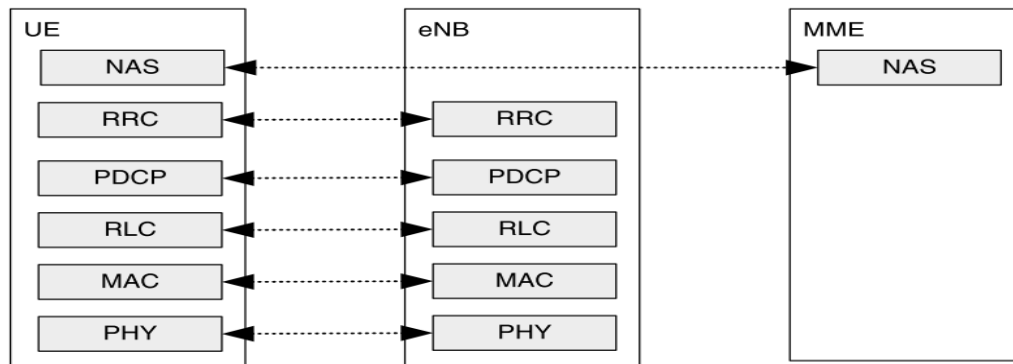 UE
eNB
MME
NAS
NAS
RRC
RRC
PDCP
PDCP
RLC
RLC
MAC
MAC
PHY
PHY